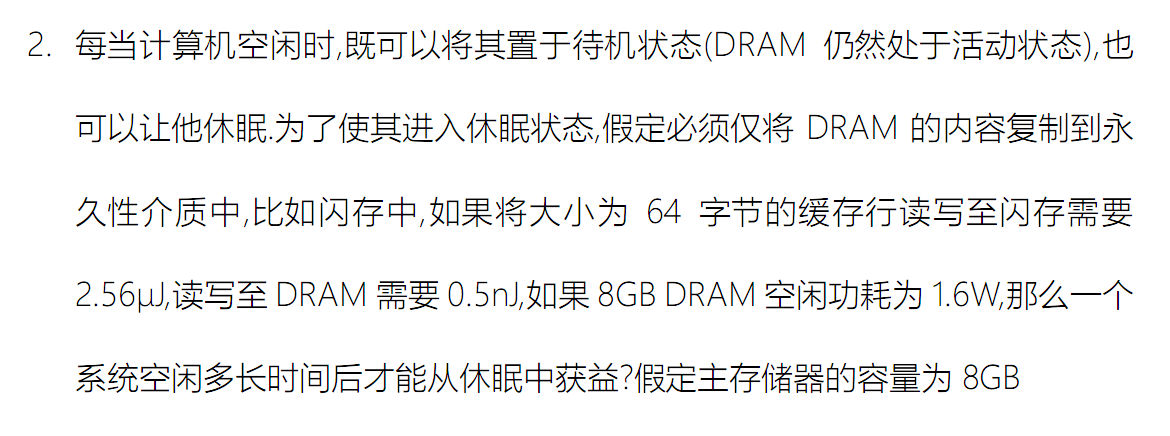 2. 每当计算机空闲时,既可以将其置于待机状态(DRAM 仍然处于活动状态),也
可以让他休眠.为了使其进入休眠状态,假定必须仅将 DRAM 的内容复制到永
久性介质中,比如闪存中,如果将大小为 64 字节的缓存行读写至闪存需要
2.56μJ,读写至 DRAM 需要 0.5nJ,如果 8GB DRAM 空闲功耗为 1.6W,那么一个
系统空闲多长时间后才能从休眠中获益?假定主存储器的容量为 8GB